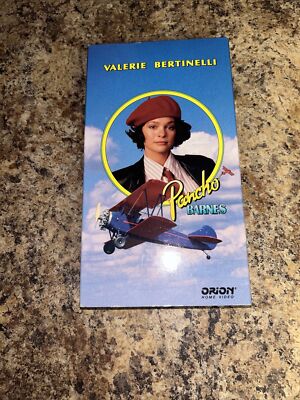 VALERIE BERTINELLI
Pancho
BARNES
ORION
HOME VIDEO